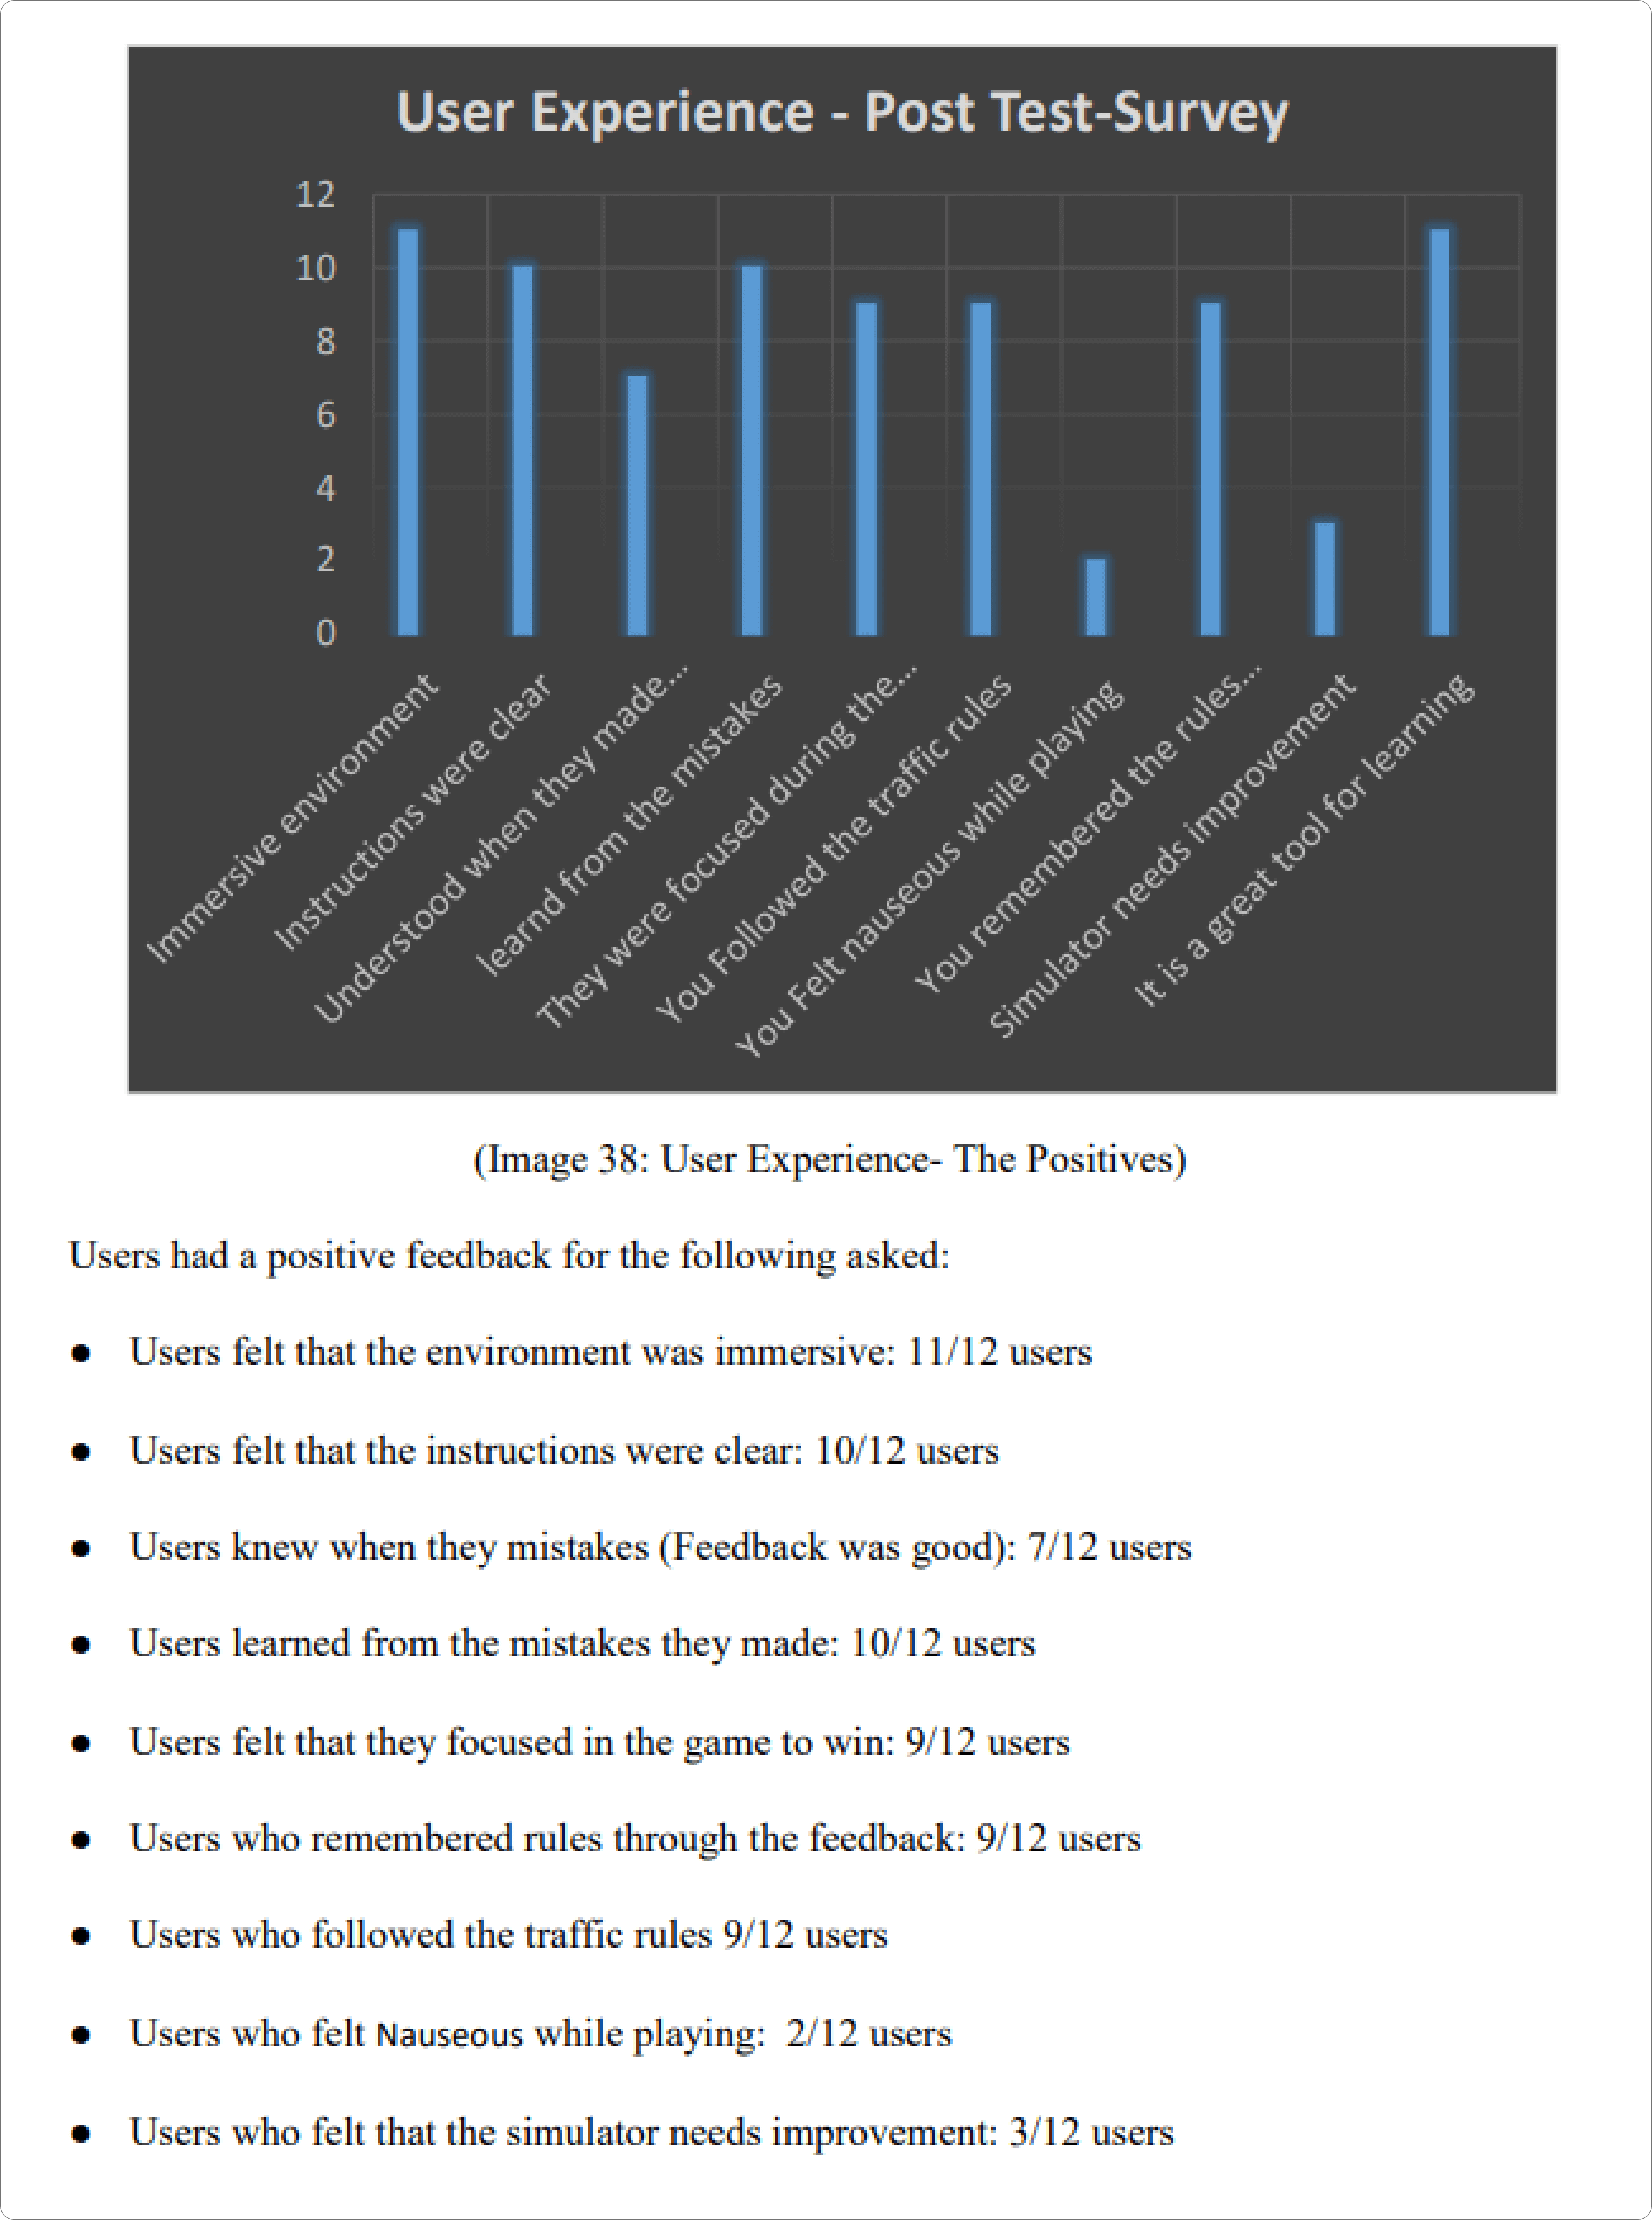 User Experience - Post Test-Survey
12
10
8
6
4
2
0
Immersive environment
Instructions were clear
Understood when they made...
learnd from the mistakes
They were focused during the...
You Followed the traffic rules
You Felt nauseous while playing
You remembered the rules...
Simulator needs improvement
It is a great tool for learning
(Image 38: User Experience- The Positives)
Users had a positive feedback for the following asked:
● Users felt that the environment was immersive: 11/12 users
● Users felt that the instructions were clear: 10/12 users
● Users knew when they mistakes (Feedback was good): 7/12 users
● Users learned from the mistakes they made: 10/12 users
● Users felt that they focused in the game to win: 9/12 users
● Users who remembered rules through the feedback: 9/12 users
● Users who followed the traffic rules 9/12 users
● Users who felt Nauseous while playing:  2/12 users
● Users who felt that the simulator needs improvement: 3/12 users